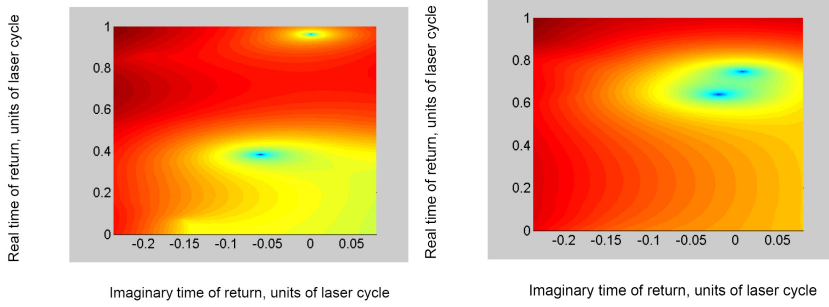 Real time of return, units of laser cycle
1
0.8
0.6
0.4
0.2
0
-0.2 -0.15 -0.1 -0.05 0 0.05
Imaginary time of return, units of laser cycle
Real time of return, units of laser cycle
1
0.8
0.6
0.4
0.2
0
-0.2 -0.15 -0.1 -0.05 0 0.05
Imaginary time of return, units of laser cycle